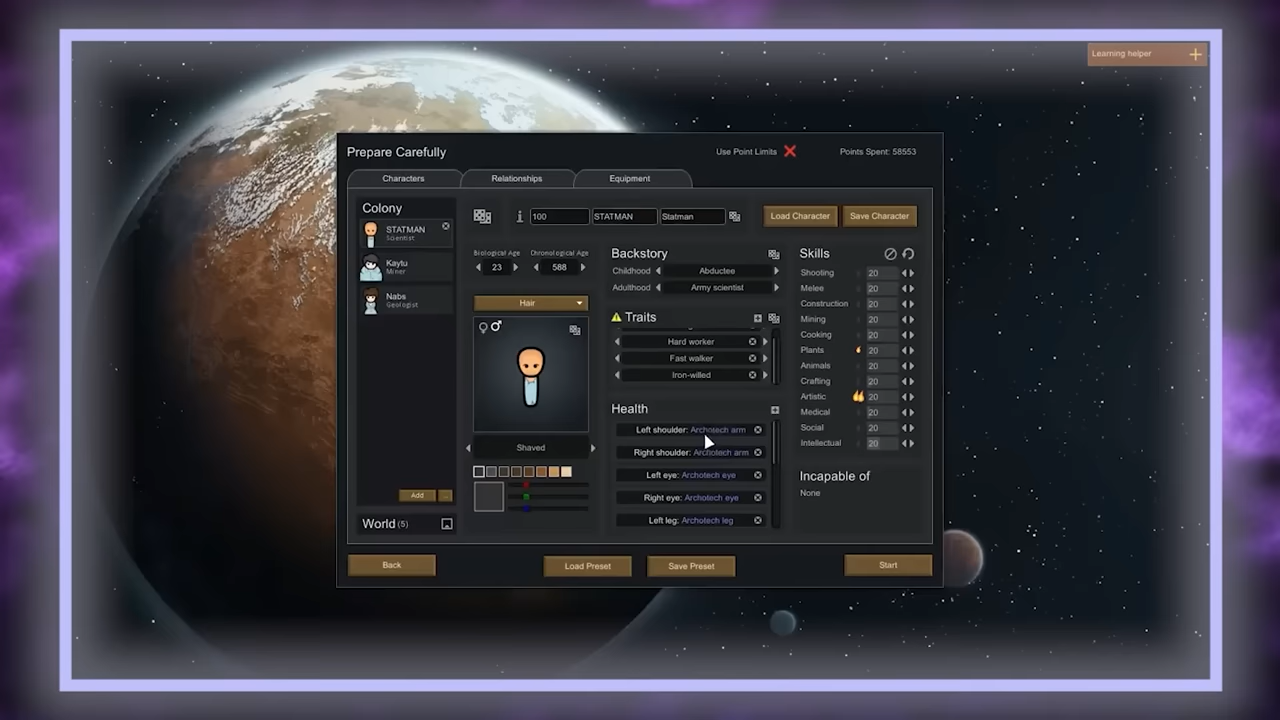 Learning helper
Prepare Carefully
Use Point Limits
Points Spent: 58553
Characters
Relationships
Equipment
Colony
STATMAN
Scientist
Kaytu
Miner
Nabs
Geologist
Add
...
World (5)
100
STATMAN
Statman
Load Character
Save Character
Biological Age
Chronological Age
23
588
Hair
Shaved
Backstory
Childhood
Abductee
Adulthood
Army scientist
Traits
Hard worker
Fast walker
Iron-willed
Health
Left shoulder: Archotech arm
Right shoulder: Archotech arm
Left eye: Archotech eye
Right eye: Archotech eye
Left leg: Archotech leg
Skills
Shooting 20
Melee 20
Construction 20
Mining 20
Cooking 20
Plants 20
Animals 20
Crafting 20
Artistic 20
Medical 20
Social 20
Intellectual 20
Incapable of
None
Back
Load Preset
Save Preset
Start